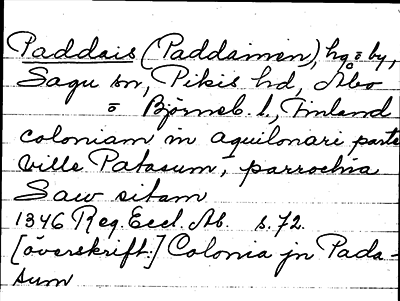 Paddais (Paddainen), hg o by,
Sagu sn, Pikis hd, Åbo
o Björneb. l., Finland
coloniam in aquilonari parte
ville Patasum, parrochia
Saw sitam
1346 Reg. Eccl. Ab. s. 72.
[överskrift:] Colonia jn Pada-
sum